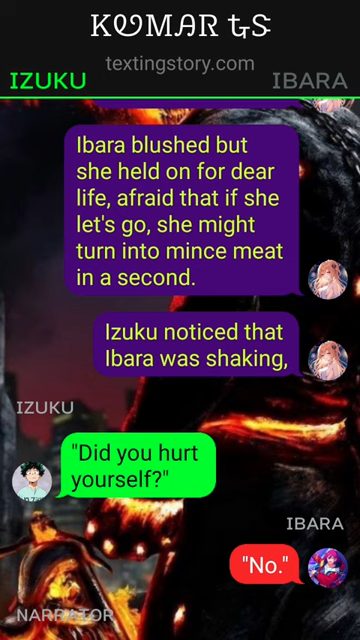 KUMAR TS
textingstory.com
IZUKU
IBARA
Ibara blushed but
she held on for dear
life, afraid that if she
let's go, she might
turn into mince meat
in a second.
Izuku noticed that
Ibara was shaking,
IZUKU
"Did you hurt
yourself?"
IBARA
"No."
NARRATOR